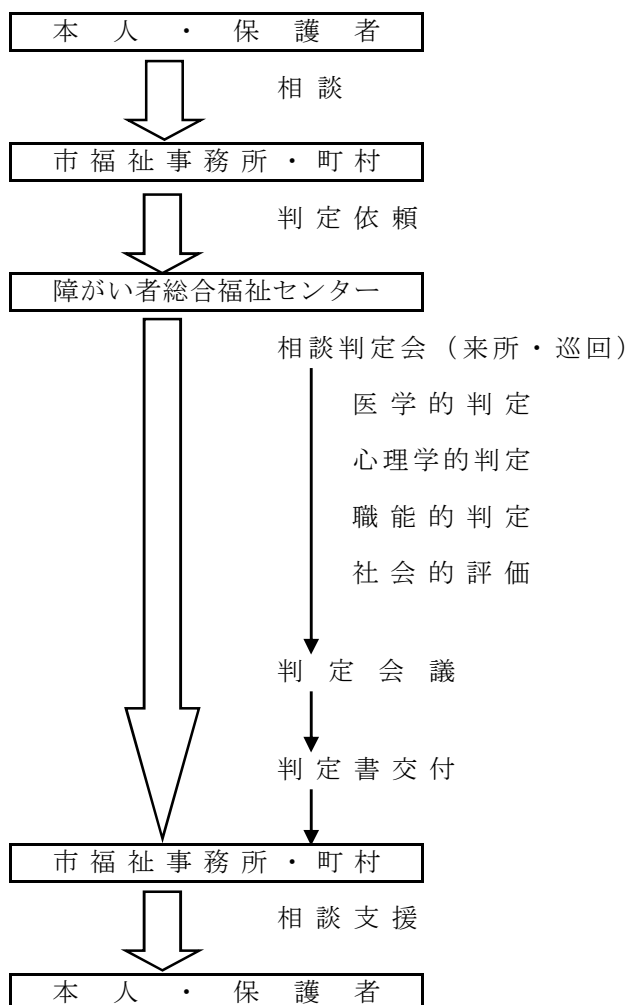 本人・保護者
相談
市福祉事務所・町村
判定依頼
障がい者総合福祉センター
相談判定会（来所・巡回）
医学的判定
心理学的判定
職能的判定
社会的評価
判定会議
判定書交付
市福祉事務所・町村
相談支援
本人・保護者